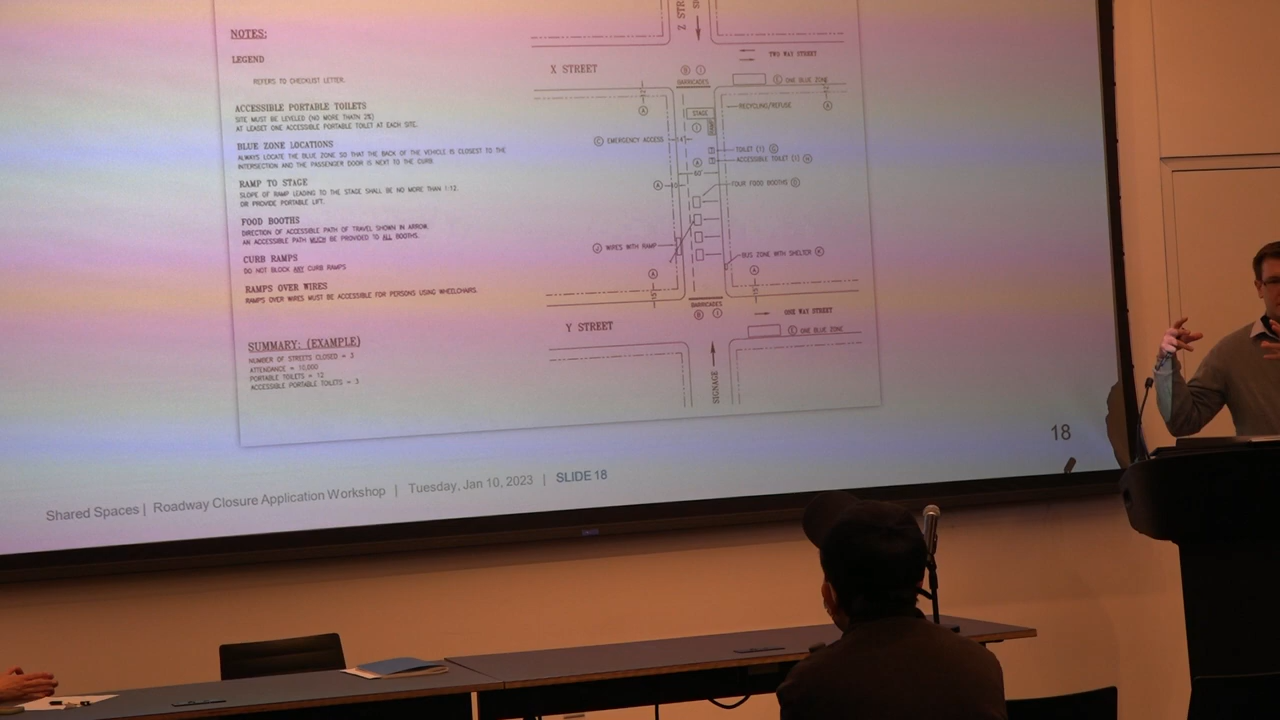 NOTES:
LEGEND
REFERS TO CHECKLIST LETTER.
ACCESSIBLE PORTABLE TOILETS
SITE MUST BE LEVELED (NO MORE THATN 2%)
AT LEASET ONE ACCESSIBLE PORTABLE TOILET AT EACH SITE.
BLUE ZONE LOCATIONS
ALWAYS LOCATE THE BLUE ZONE SO THAT THE BACK OF THE VEHICLE IS CLOSEST TO THE
INTERSECTION AND THE PASSENGER DOOR IS NEXT TO THE CURB.
RAMP TO STAGE
SLOPE OF RAMP LEADING TO THE STAGE SHALL BE NO MORE THAN 1:12.
OR PROVIDE PORTABLE LIFT.
FOOD BOOTHS
DIRECTION OF ACCESSIBLE PATH OF TRAVEL SHOWN IN ARROW.
AN ACCESSIBLE PATH MUCH BE PROVIDED TO ALL BOOTHS.
CURB RAMPS
DO NOT BLOCK ANY CURB RAMPS
RAMPS OVER WIRES
RAMPS OVER WIRES MUST BE ACCESSIBLE FOR PERSONS USING WHEELCHAIRS.
SUMMARY: (EXAMPLE)
NUMBER OF STREETS CLOSED = 3
ATTENDANCE = 10,000
PORTABLE TOILETS = 12
ACCESSIBLE PORTABLE TOILETS = 3
Z STR
X STREET
TWO WAY STREET
B I
BARRICADES
E ONE BLUE ZONE
A
A
STAGE
RECYCLING/REFUSE
I
RAMP
C EMERGENCY ACCESS
14'
TOILET (1) G
ACCESSIBLE TOILET (1) H
A
60'
A
FOUR FOOD BOOTHS D
J WIRES WITH RAMP
BUS ZONE WITH SHELTER K
A
A
15'
15'
BARRICADES
B I
ONE WAY STREET
Y STREET
E ONE BLUE ZONE
SIGNAGE
18
Shared Spaces | Roadway Closure Application Workshop | Tuesday, Jan 10, 2023 | SLIDE 18